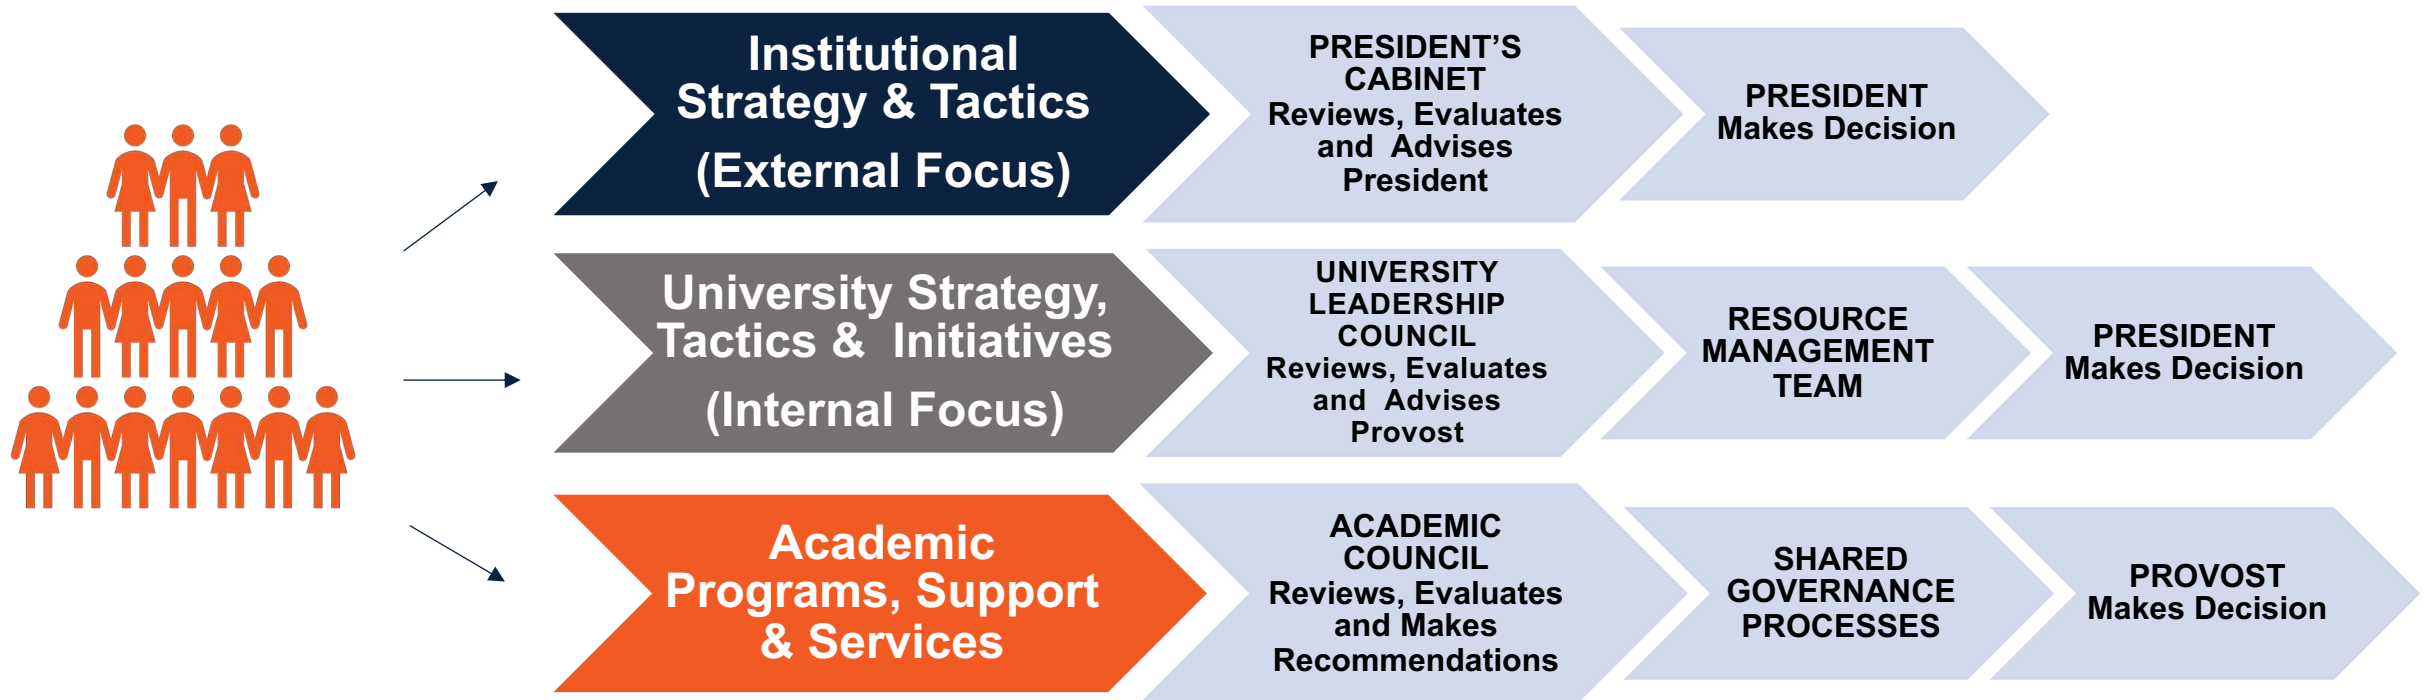 Institutional
Strategy & Tactics
(External Focus)
PRESIDENT’S
CABINET
Reviews, Evaluates
and  Advises
President
PRESIDENT
Makes Decision
University Strategy,
Tactics &  Initiatives
(Internal Focus)
UNIVERSITY
LEADERSHIP
COUNCIL
Reviews, Evaluates
and  Advises
Provost
RESOURCE
MANAGEMENT
TEAM
PRESIDENT
Makes Decision
Academic
Programs, Support
& Services
ACADEMIC
COUNCIL
Reviews, Evaluates
and Makes
Recommendations
SHARED
GOVERNANCE
PROCESSES
PROVOST
Makes Decision